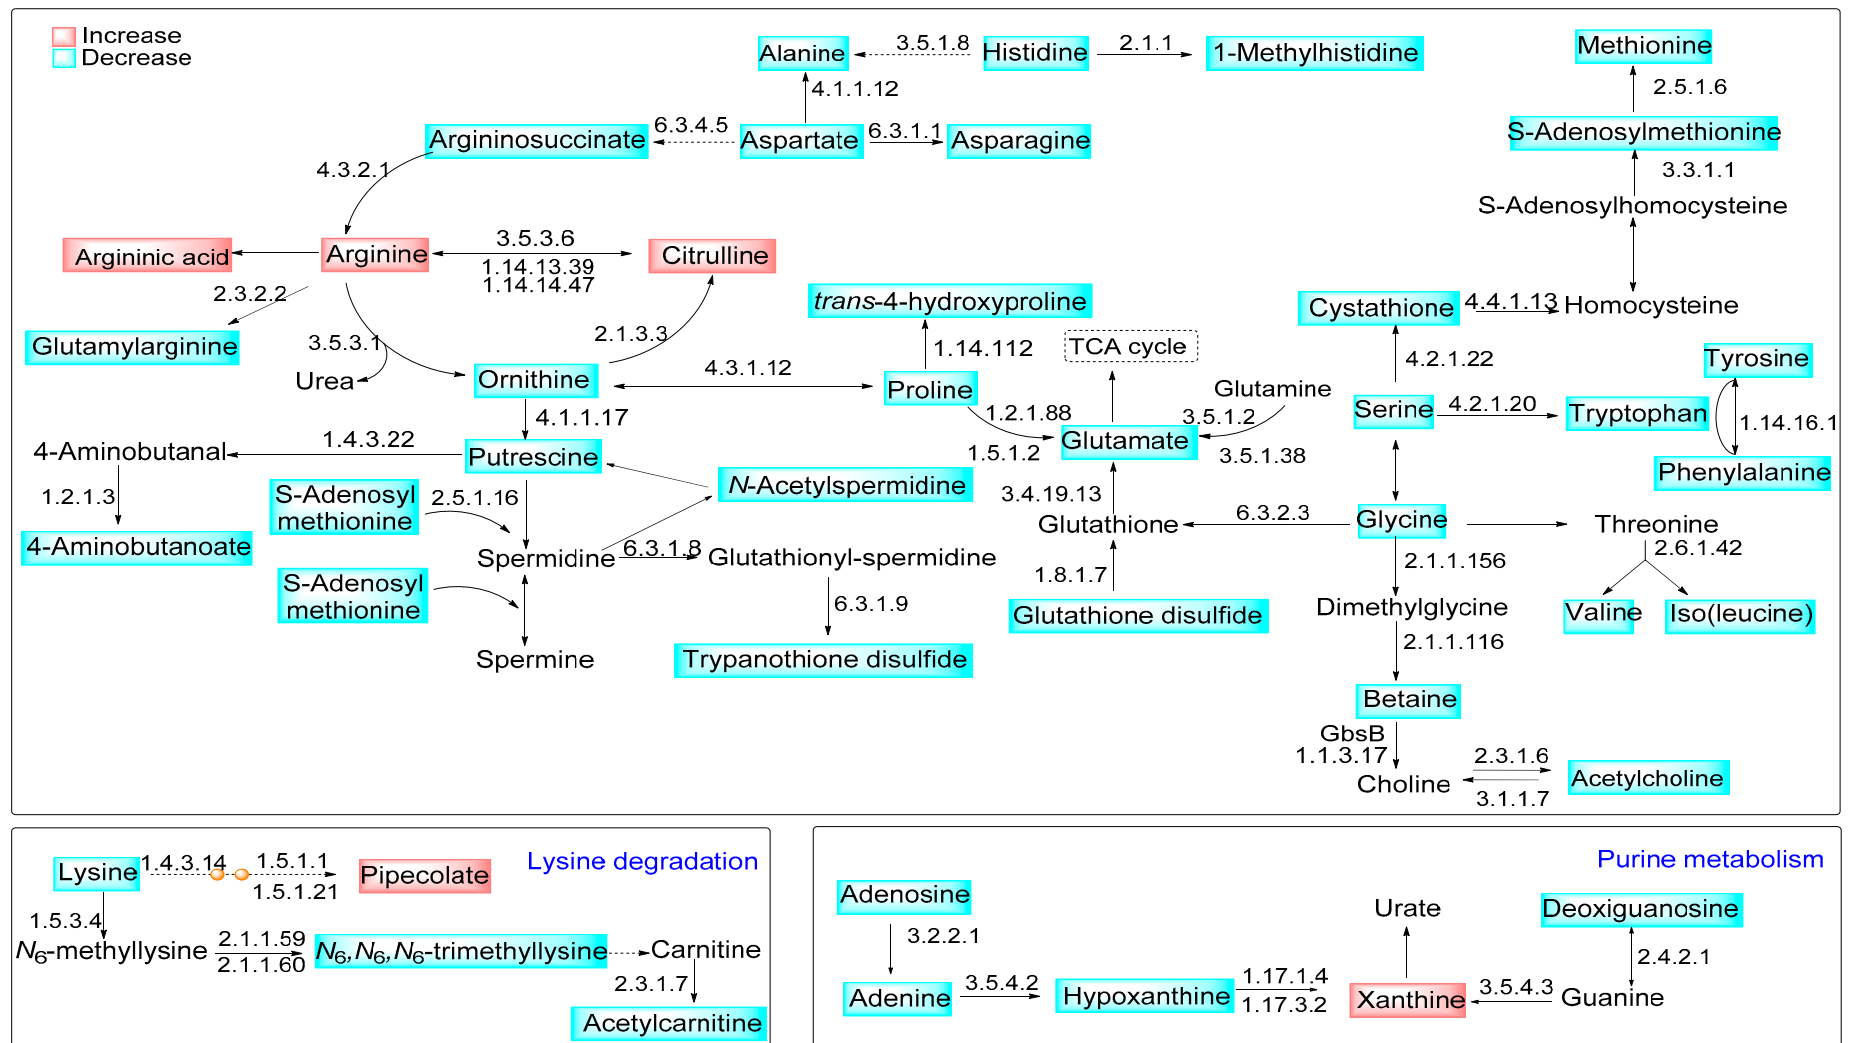 Increase
Decrease
Alanine
3.5.1.8
Histidine
2.1.1
1-Methylhistidine
Methionine
4.1.1.12
2.5.1.6
Argininosuccinate
6.3.4.5
Aspartate
6.3.1.1
Asparagine
S-Adenosylmethionine
4.3.2.1
3.3.1.1
S-Adenosylhomocysteine
Argininic acid
Arginine
3.5.3.6
1.14.13.39
1.14.14.47
Citrulline
2.3.2.2
trans-4-hydroxyproline
Cystathione
4.4.1.13
Homocysteine
Glutamylarginine
3.5.3.1
2.1.3.3
1.14.112
TCA cycle
4.2.1.22
Tyrosine
Urea
Ornithine
4.3.1.12
Proline
Glutamine
Serine
4.2.1.20
Tryptophan
1.14.16.1
4.1.1.17
1.2.1.88
3.5.1.2
4-Aminobutanal
1.4.3.22
Putrescine
1.5.1.2
Glutamate
3.5.1.38
Phenylalanine
1.2.1.3
S-Adenosyl
methionine
2.5.1.16
N-Acetylspermidine
3.4.19.13
Glutathione
6.3.2.3
Glycine
Threonine
4-Aminobutanoate
Spermidine
6.3.1.8
Glutathionyl-spermidine
2.6.1.42
2.1.1.156
1.8.1.7
S-Adenosyl
methionine
6.3.1.9
Glutathione disulfide
Dimethylglycine
Valine
Iso(leucine)
2.1.1.116
Spermine
Trypanothione disulfide
Betaine
GbsB
1.1.3.17
Choline
2.3.1.6
3.1.1.7
Acetylcholine
Lysine degradation
Lysine
1.4.3.14
1.5.1.1
1.5.1.21
Pipecolate
1.5.3.4
N6-methyllysine
2.1.1.59
2.1.1.60
N6,N6,N6-trimethyllysine
Carnitine
2.3.1.7
Acetylcarnitine
Purine metabolism
Adenosine
Urate
Deoxiguanosine
3.2.2.1
2.4.2.1
Adenine
3.5.4.2
Hypoxanthine
1.17.1.4
1.17.3.2
Xanthine
3.5.4.3
Guanine